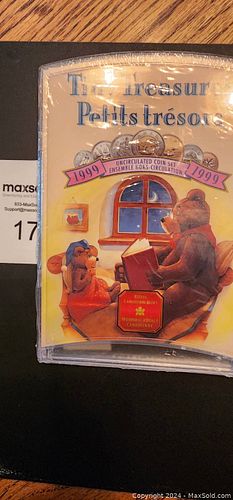 Tiny Treasures
Petits trésors
UNCIRCULATED COIN SET
ENSEMBLE HORS-CIRCULATION
1999
1999
maxso
17
ROYAL
CANADIAN MINT
MONNAIE ROYALE
CANADIENNE
Copyright 2024 - MaxSold.com